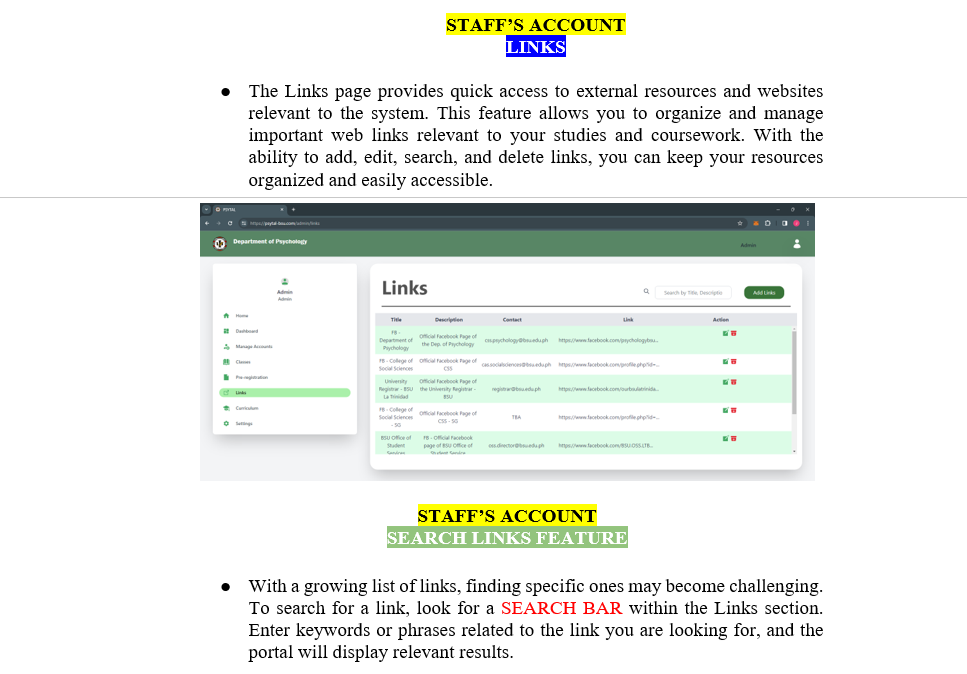 STAFF’S ACCOUNT
LINKS
● The Links page provides quick access to external resources and websites
relevant to the system. This feature allows you to organize and manage
important web links relevant to your studies and coursework. With the
ability to add, edit, search, and delete links, you can keep your resources
organized and easily accessible.
PSYTAL
https://psytal-bsu.com/admin/links
Department of Psychology
Admin
Admin
Admin
Home
Dashboard
Manage Accounts
Classes
Pre-registration
Links
Curriculum
Settings
Links
Search by Title, Descriptio
Add Links
Title Description Contact Link Action
FB - Department of Psychology Official Facebook Page of the Dep. of Psychology css.psychology@bsu.edu.ph https://www.facebook.com/psychologybsu...
FB - College of Social Sciences Official Facebook Page of CSS cas.socialsciences@bsu.edu.ph https://www.facebook.com/profile.php?id=...
University Registrar - BSU La Trinidad Official Facebook Page of the University Registrar - BSU registrar@bsu.edu.ph https://www.facebook.com/ourbsulatrinida...
FB - College of Social Sciences - SG Official Facebook Page of CSS - SG TBA https://www.facebook.com/profile.php?id=...
BSU Office of Student Services FB - Official Facebook page of BSU Office of Student Service oss.director@bsu.edu.ph https://www.facebook.com/BSU.OSS.LTB...
STAFF’S ACCOUNT
SEARCH LINKS FEATURE
● With a growing list of links, finding specific ones may become challenging.
To search for a link, look for a SEARCH BAR within the Links section.
Enter keywords or phrases related to the link you are looking for, and the
portal will display relevant results.